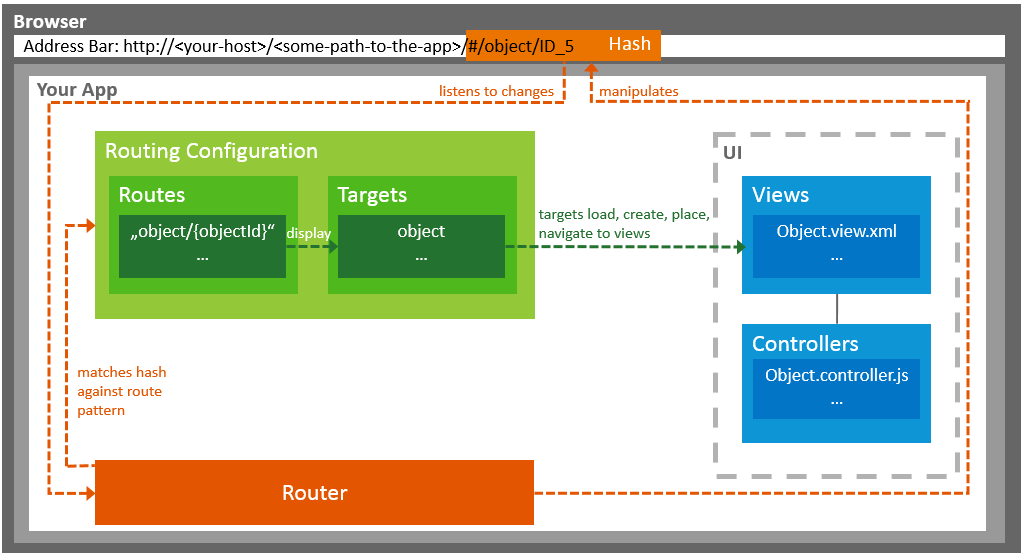 Browser
Address Bar: http://<your-host>/<some-path-to-the-app>/#/object/ID_5 Hash
Your App
listens to changes
manipulates
Routing Configuration
Routes
„object/{objectId}“
...
display
Targets
object
...
targets load, create, place,
navigate to views
UI
Views
Object.view.xml
...
Controllers
Object.controller.js
...
matches hash
against route
pattern
Router